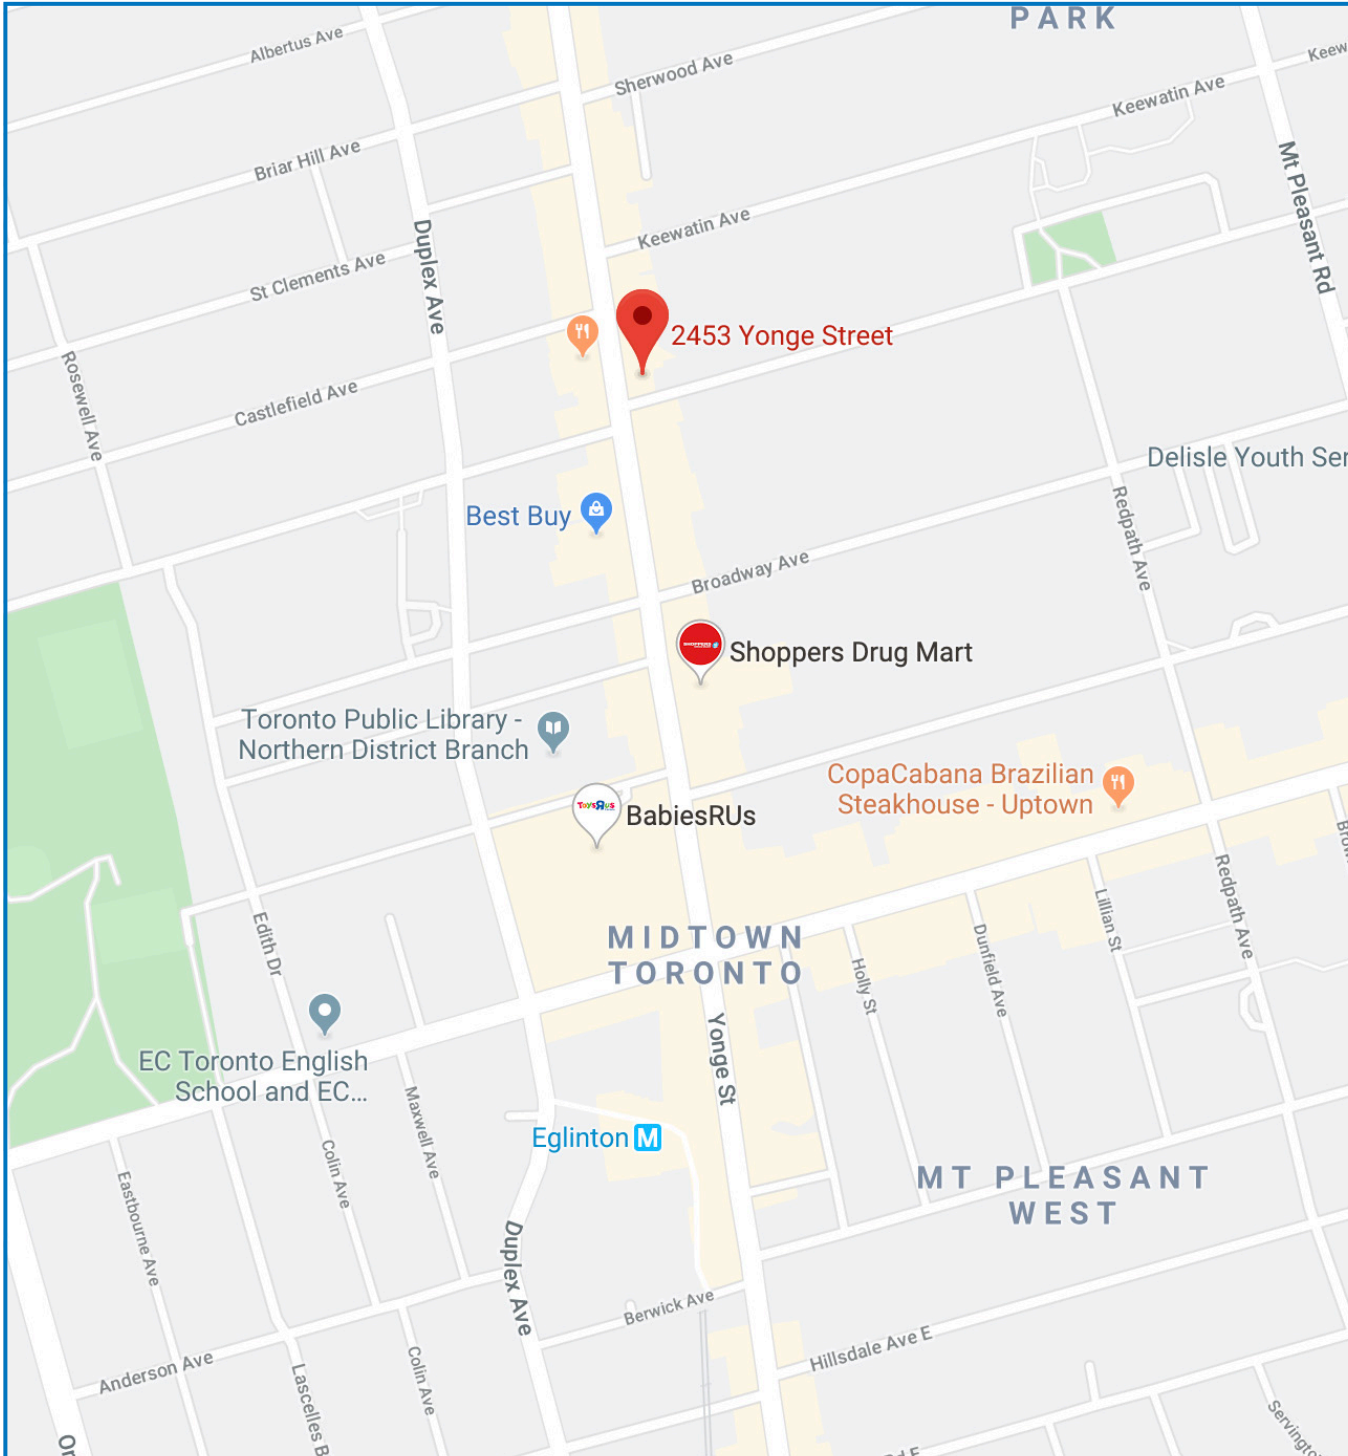 PARK
Albertus Ave
Sherwood Ave
Keewatin Ave
Briar Hill Ave
Mt Pleasant Rd
Keewatin Ave
Duplex Ave
St Clements Ave
2453 Yonge Street
Rosewell Ave
Castlefield Ave
Delisle Youth
Best Buy
Redpath Ave
Broadway Ave
Shoppers Drug Mart
Toronto Public Library -
Northern District Branch
CopaCabana Brazilian
Steakhouse - Uptown
ToysRus
BabiesRUs
Redpath Ave
Lillian St
Edith Dr
MIDTOWN
TORONTO
Dunfield Ave
Holly St
Yonge St
EC Toronto English
School and EC...
Maxwell Ave
Eglinton M
Colin Ave
MT PLEASANT
WEST
Eastbourne Ave
Duplex Ave
Berwick Ave
Hillsdale Ave E
Anderson Ave
Colin Ave
Lascelles